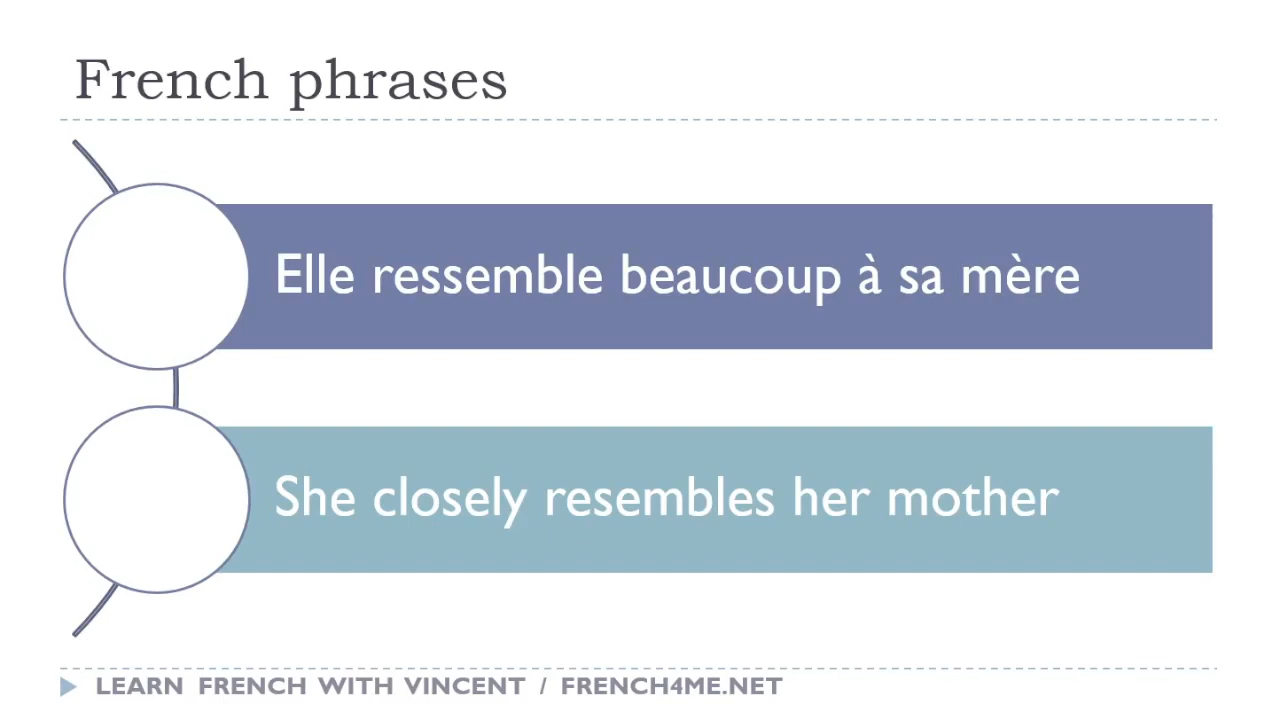 French phrases
Elle ressemble beaucoup à sa mère
She closely resembles her mother
LEARN FRENCH WITH VINCENT / FRENCH4ME.NET